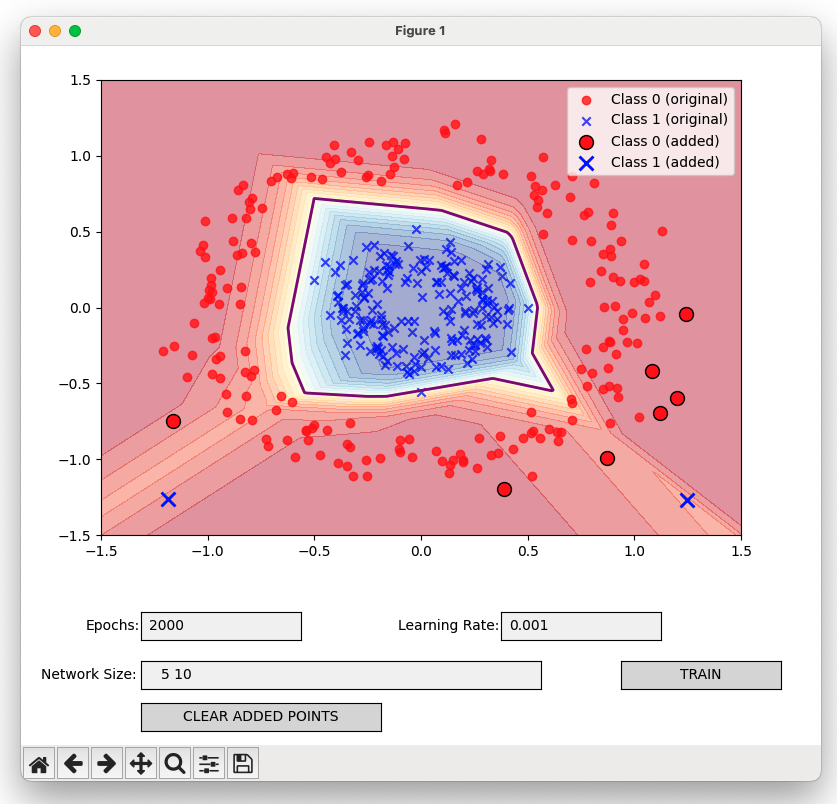 Figure 1
1.5
1.0
0.5
0.0
−0.5
−1.0
−1.5
Class 0 (original)
Class 1 (original)
Class 0 (added)
Class 1 (added)
−1.5 −1.0 −0.5 0.0 0.5 1.0 1.5
Epochs: 2000 Learning Rate: 0.001
Network Size: 5 10 TRAIN
CLEAR ADDED POINTS